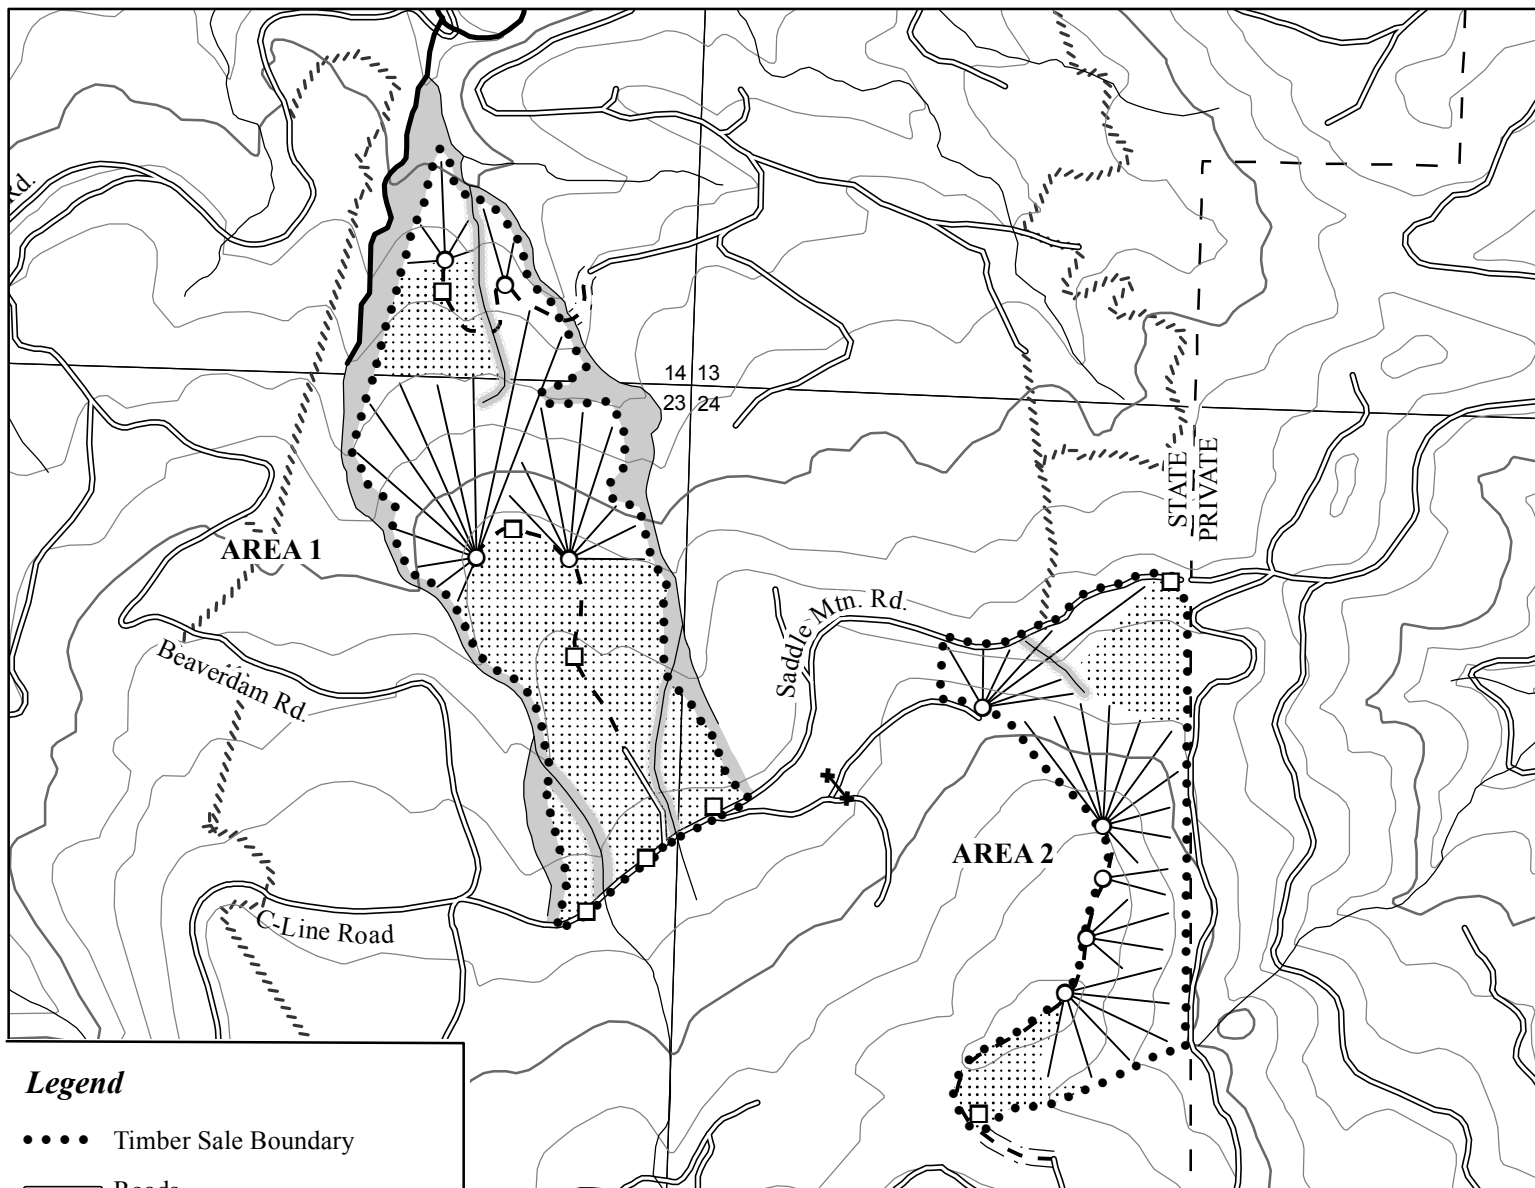 Rd.
14 13
23 24
STATE
PRIVATE
AREA 1
Saddle Mtn. Rd.
Beaverdam Rd.
AREA 2
C-Line Road
Legend
Timber Sale Boundary
Roads